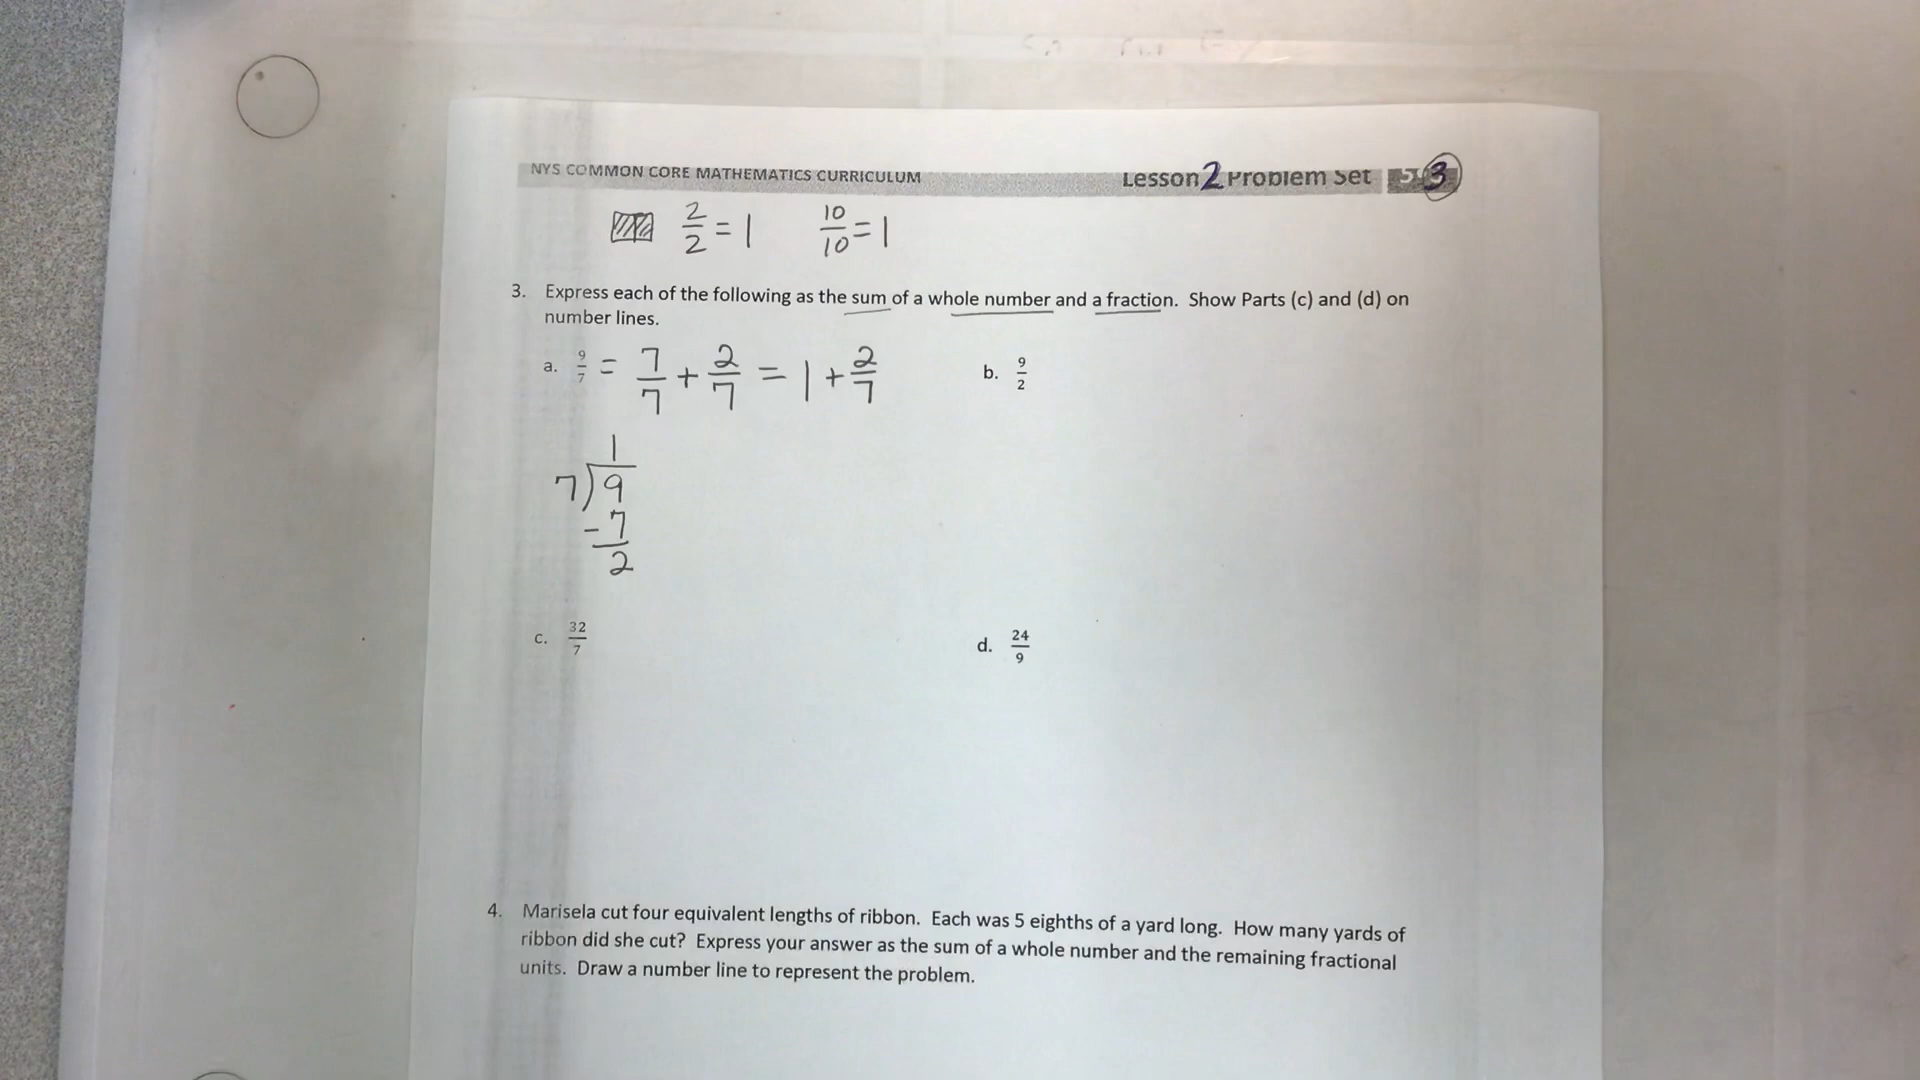 NYS COMMON CORE MATHEMATICS CURRICULUM Lesson 2 Problem Set 5•3
2/2 = 1 10/10 = 1
3. Express each of the following as the sum of a whole number and a fraction. Show Parts (c) and (d) on
number lines.
a. 9/7 = 7/7 + 2/7 = 1 + 2/7
b. 9/2
1
7)9
-7
2
c. 32/7
d. 24/9
4. Marisela cut four equivalent lengths of ribbon. Each was 5 eighths of a yard long. How many yards of
ribbon did she cut? Express your answer as the sum of a whole number and the remaining fractional
units. Draw a number line to represent the problem.